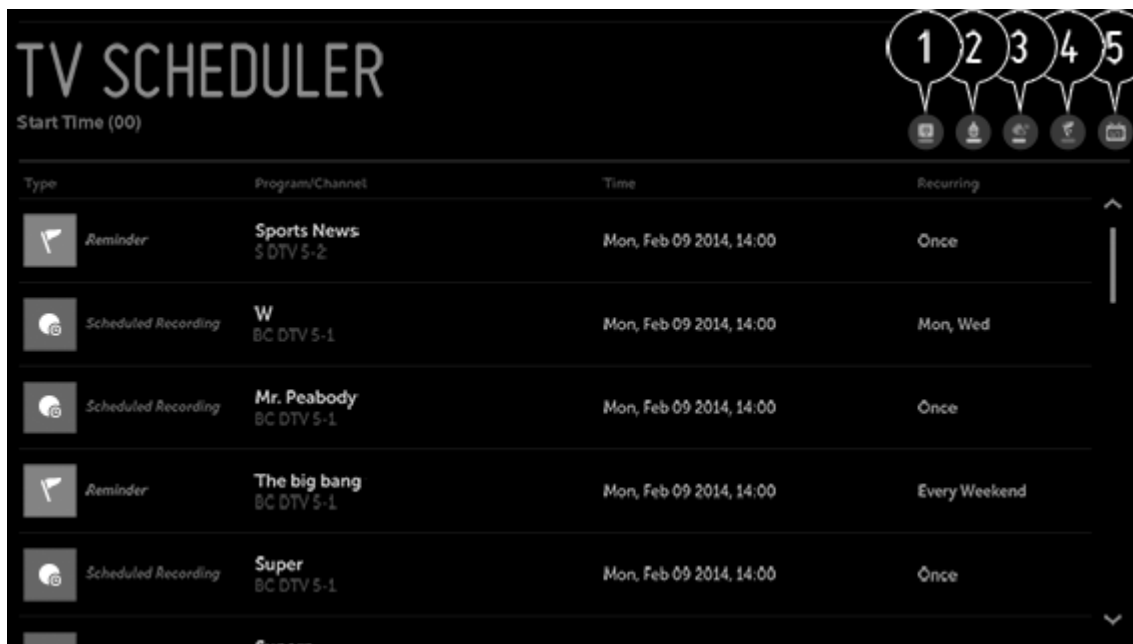 1 2 3 4 5
TV SCHEDULER
Start Time (00)
Type Program/Channel Time Recurring
Reminder Sports News Mon, Feb 09 2014, 14:00 Once
S DTV 5-2
Scheduled Recording W Mon, Feb 09 2014, 14:00 Mon, Wed
BC DTV 5-1
Scheduled Recording Mr. Peabody Mon, Feb 09 2014, 14:00 Once
BC DTV 5-1
Reminder The big bang Mon, Feb 09 2014, 14:00 Every Weekend
BC DTV 5-1
Scheduled Recording Super Mon, Feb 09 2014, 14:00 Once
BC DTV 5-1